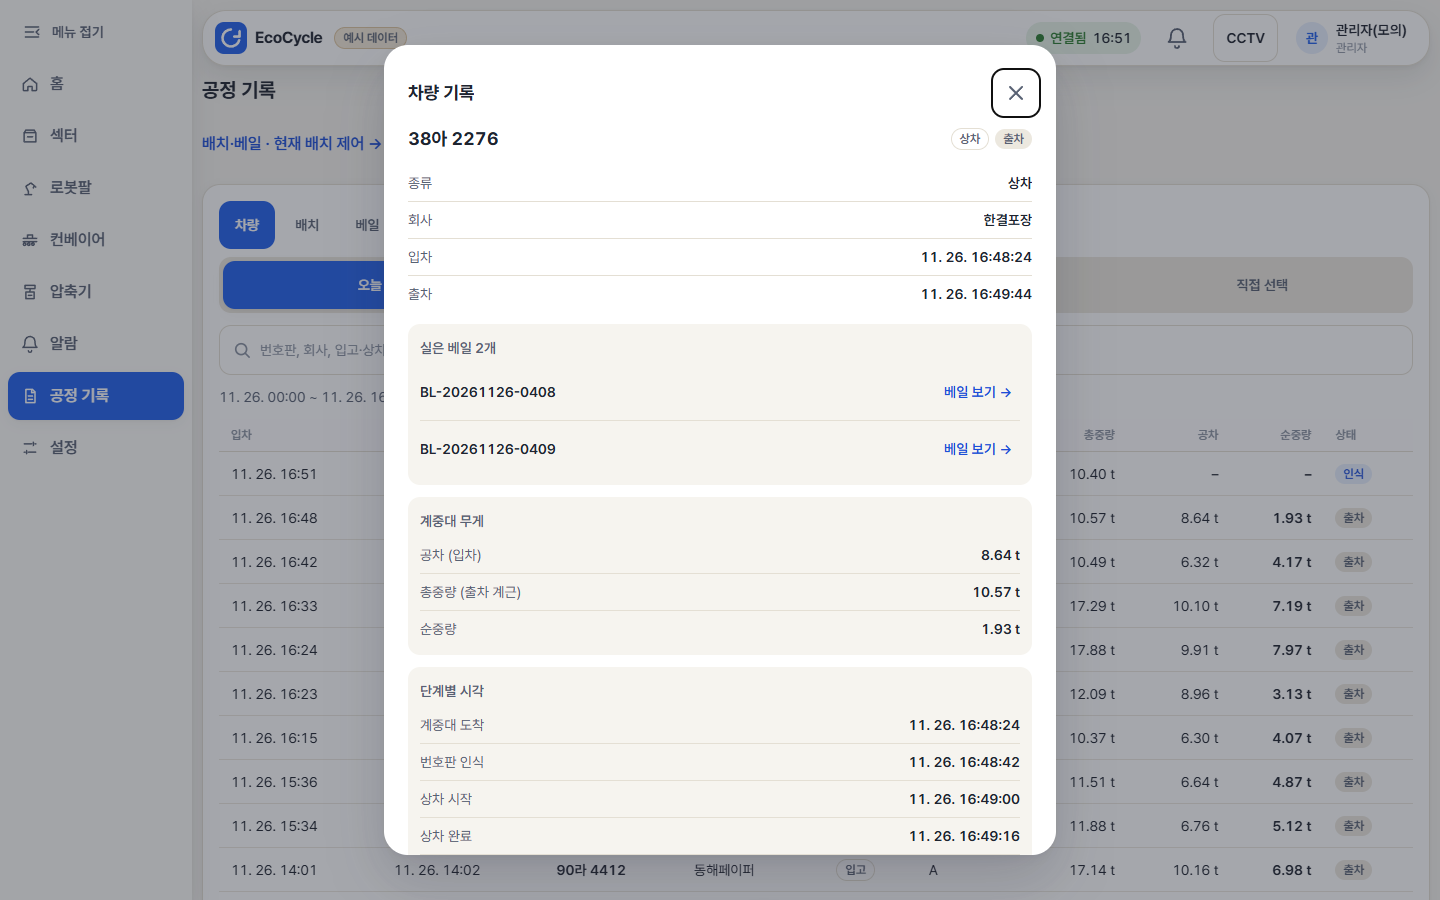 메뉴 접기
홈
섹터
로봇팔
컨베이어
압축기
알람
공정 기록
설정
EcoCycle
예시 데이터
연결됨 16:51
CCTV
관
관리자(모의)
관리자
공정 기록
배치·베일 · 현재 배치 제어 →
차량
배치
베일
오늘
직접 선택
번호판, 회사, 입고·상차
11. 26. 00:00 ~ 11. 26. 16
입차 총중량 공차 순중량 상태
11. 26. 16:51 10.40 t – – 인식
11. 26. 16:48 10.57 t 8.64 t 1.93 t 출차
11. 26. 16:42 10.49 t 6.32 t 4.17 t 출차
11. 26. 16:33 17.29 t 10.10 t 7.19 t 출차
11. 26. 16:24 17.88 t 9.91 t 7.97 t 출차
11. 26. 16:23 12.09 t 8.96 t 3.13 t 출차
11. 26. 16:15 10.37 t 6.30 t 4.07 t 출차
11. 26. 15:36 11.51 t 6.64 t 4.87 t 출차
11. 26. 15:34 11.88 t 6.76 t 5.12 t 출차
11. 26. 14:01 11. 26. 14:02 90라 4412 동해페이퍼 입고 A 17.14 t 10.16 t 6.98 t 출차
차량 기록
38아 2276 상차 출차
종류 상차
회사 한결포장
입차 11. 26. 16:48:24
출차 11. 26. 16:49:44
실은 베일 2개
BL-20261126-0408 베일 보기 →
BL-20261126-0409 베일 보기 →
계중대 무게
공차 (입차) 8.64 t
총중량 (출차 계근) 10.57 t
순중량 1.93 t
단계별 시각
계중대 도착 11. 26. 16:48:24
번호판 인식 11. 26. 16:48:42
상차 시작 11. 26. 16:49:00
상차 완료 11. 26. 16:49:16